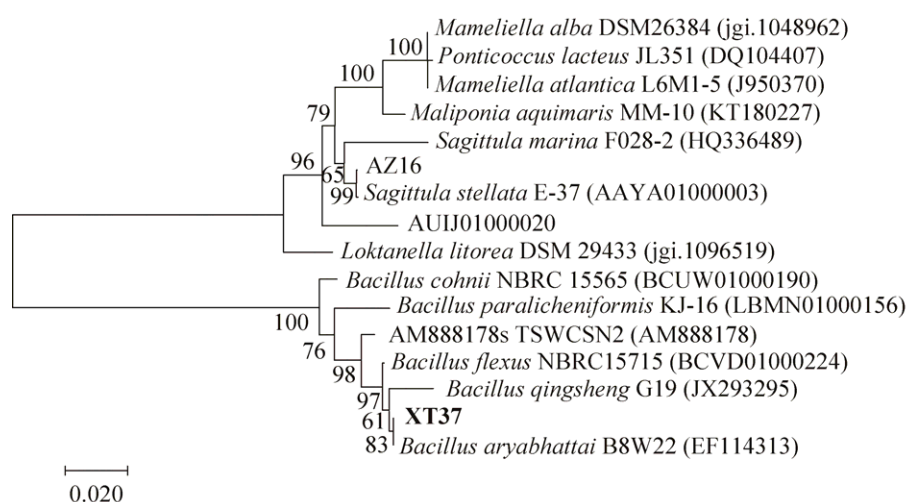 Mameliella alba DSM26384 (jgi.1048962)
100
Ponticoccus lacteus JL351 (DQ104407)
100
Mameliella atlantica L6M1-5 (J950370)
79
Maliponia aquimaris MM-10 (KT180227)
Sagittula marina F028-2 (HQ336489)
96
AZ16
65
99
Sagittula stellata E-37 (AAYA01000003)
AUIJ01000020
Loktanella litorea DSM 29433 (jgi.1096519)
Bacillus cohnii NBRC 15565 (BCUW01000190)
100
Bacillus paralicheniformis KJ-16 (LBMN01000156)
76
AM888178s TSWCSN2 (AM888178)
98
Bacillus flexus NBRC15715 (BCVD01000224)
Bacillus qingsheng G19 (JX293295)
97
XT37
61
83
Bacillus aryabhattai B8W22 (EF114313)
0.020